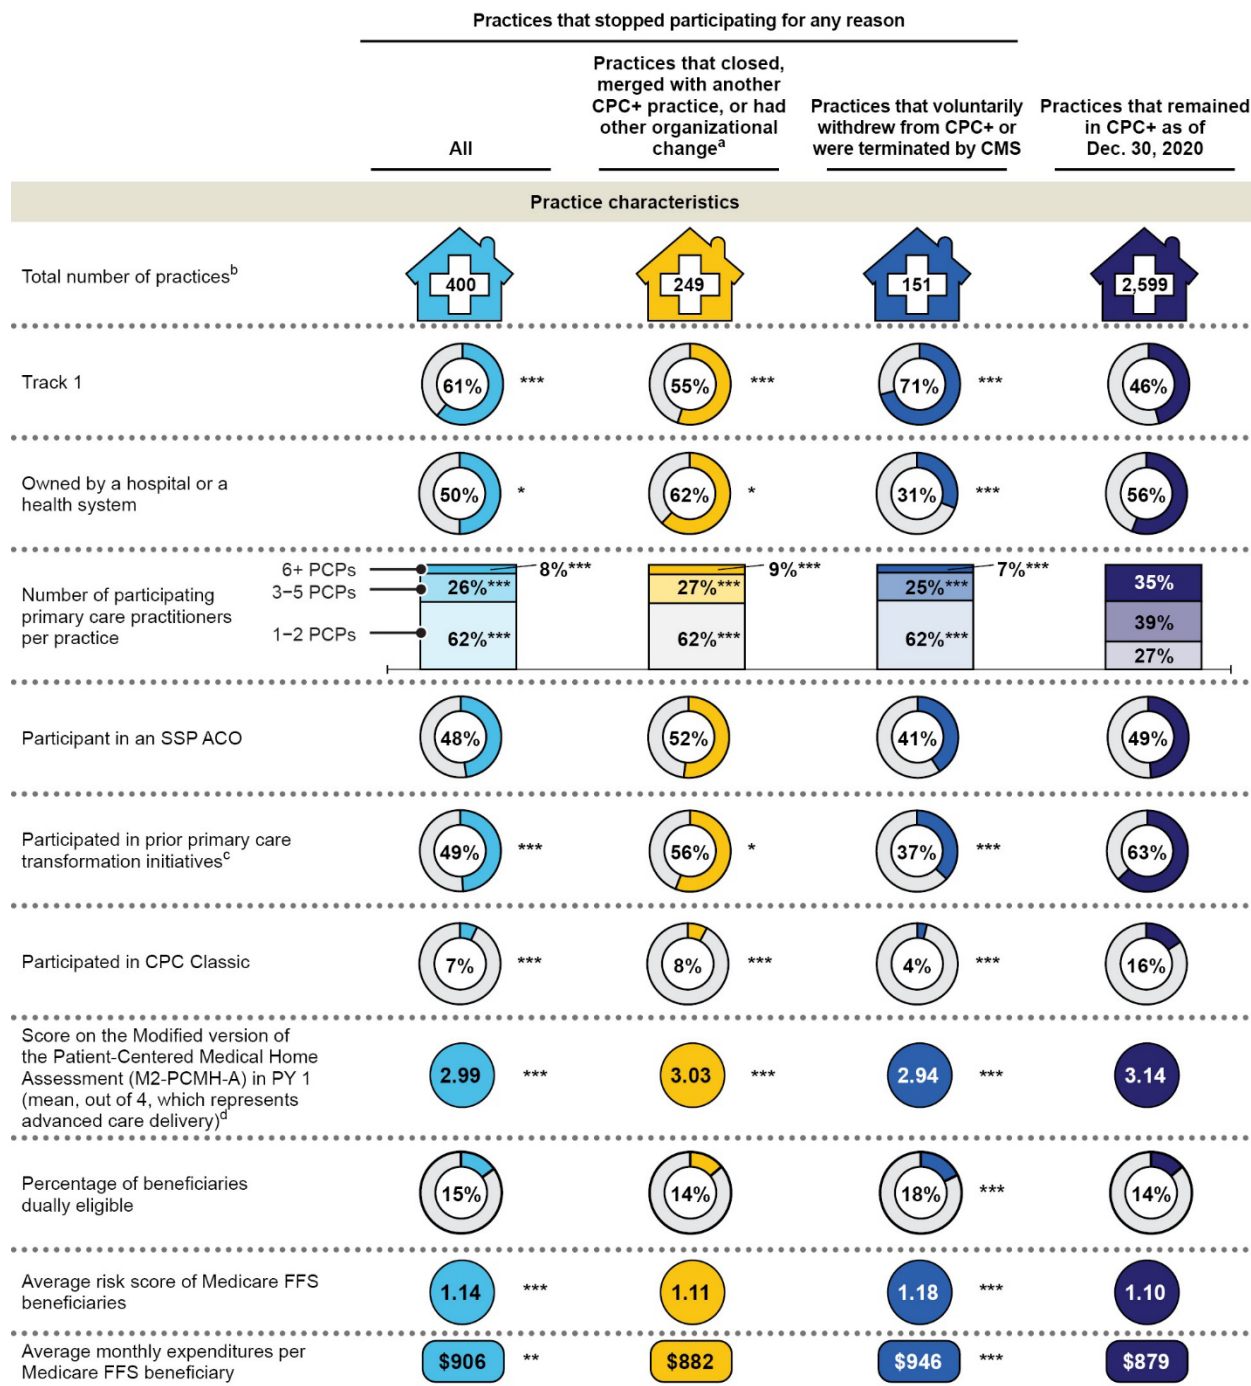 Practices that stopped participating for any reason
All
Practices that closed,
merged with another
CPC+ practice, or had
other organizational
changeᵃ
Practices that voluntarily
withdrew from CPC+ or
were terminated by CMS
Practices that remained
in CPC+ as of
Dec. 30, 2020
Practice characteristics
Total number of practicesᵇ
400
249
151
2,599
Track 1
61% ***
55% ***
71% ***
46%
Owned by a hospital or a
health system
50% *
62% *
31% ***
56%
Number of participating
primary care practitioners
per practice
6+ PCPs
3–5 PCPs
1–2 PCPs
8%***
26%***
62%***
9%***
27%***
62%***
7%***
25%***
62%***
35%
39%
27%
Participant in an SSP ACO
48%
52%
41%
49%
Participated in prior primary care
transformation initiativesᶜ
49% ***
56% *
37% ***
63%
Participated in CPC Classic
7% ***
8% ***
4% ***
16%
Score on the Modified version of
the Patient-Centered Medical Home
Assessment (M2-PCMH-A) in PY 1
(mean, out of 4, which represents
advanced care delivery)ᵈ
2.99 ***
3.03 ***
2.94 ***
3.14
Percentage of beneficiaries
dually eligible
15%
14%
18% ***
14%
Average risk score of Medicare FFS
beneficiaries
1.14 ***
1.11
1.18 ***
1.10
Average monthly expenditures per
Medicare FFS beneficiary
$906 **
$882
$946 ***
$879